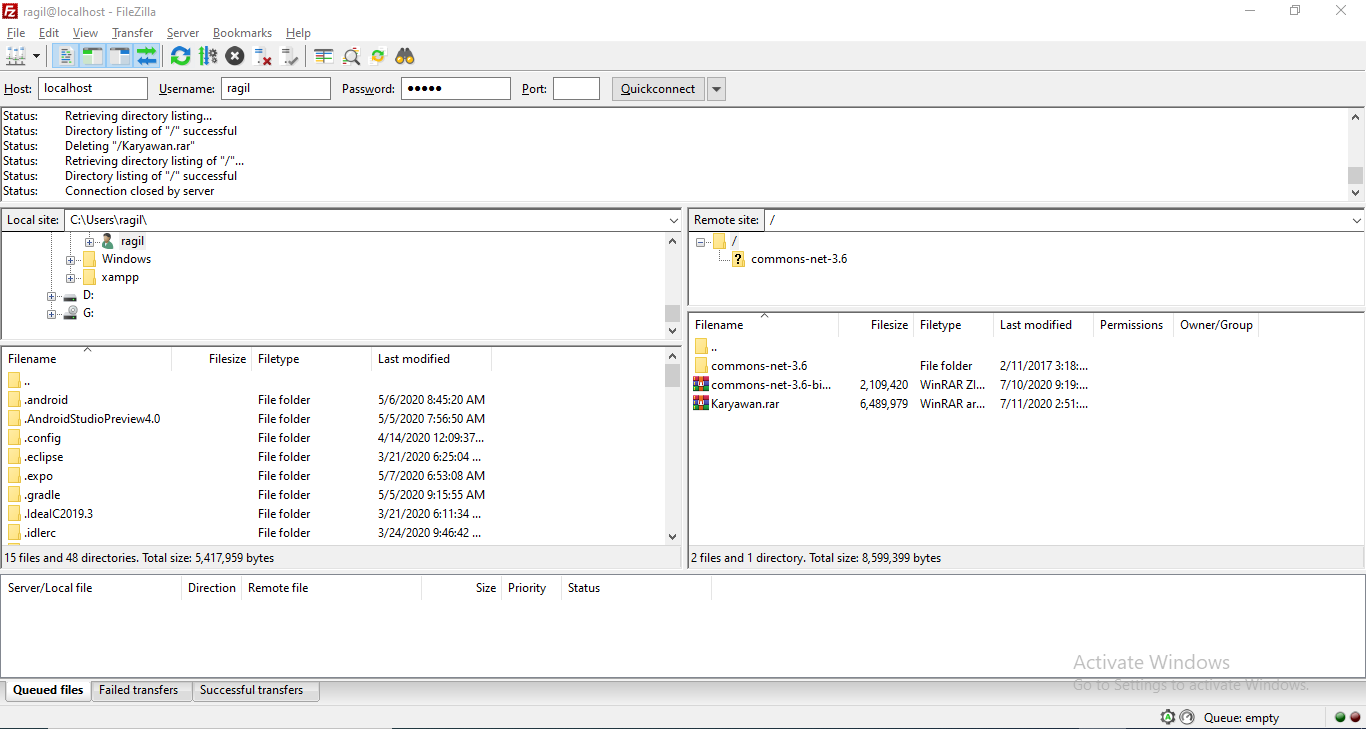 ragil@localhost - FileZilla
File Edit View Transfer Server Bookmarks Help
Host: localhost Username: ragil Password: ●●●●● Port: Quickconnect
Status: Retrieving directory listing...
Status: Directory listing of "/" successful
Status: Deleting "/Karyawan.rar"
Status: Retrieving directory listing of "/"...
Status: Directory listing of "/" successful
Status: Connection closed by server
Local site: C:\Users\ragil\
ragil
Windows
xampp
D:
G:
Filename Filesize Filetype Last modified
..
.android File folder 5/6/2020 8:45:20 AM
.AndroidStudioPreview4.0 File folder 5/5/2020 7:56:50 AM
.config File folder 4/14/2020 12:09:37...
.eclipse File folder 3/21/2020 6:25:04 ...
.expo File folder 5/7/2020 6:53:08 AM
.gradle File folder 5/5/2020 9:15:55 AM
.IdealC2019.3 File folder 3/21/2020 6:11:34 ...
.idlerc File folder 3/24/2020 9:46:42 ...
15 files and 48 directories. Total size: 5,417,959 bytes
Remote site: /
/
? commons-net-3.6
Filename Filesize Filetype Last modified Permissions Owner/Group
..
commons-net-3.6 File folder 2/11/2017 3:18:...
commons-net-3.6-bi... 2,109,420 WinRAR ZI... 7/10/2020 9:19:...
Karyawan.rar 6,489,979 WinRAR ar... 7/11/2020 2:51:...
2 files and 1 directory. Total size: 8,599,399 bytes
Server/Local file Direction Remote file Size Priority Status
Activate Windows
Go to Settings to activate Windows.
Queued files Failed transfers Successful transfers
Queue: empty